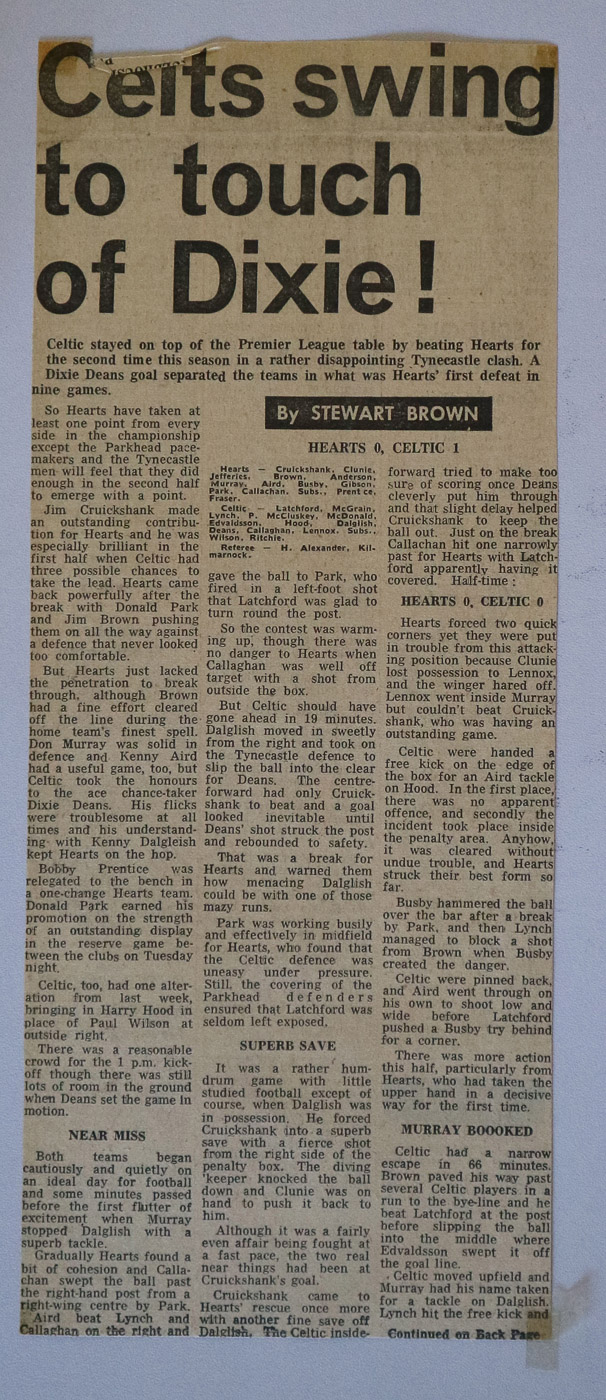 Celts swing
to touch
of Dixie!
Celtic stayed on top of the Premier League table by beating Hearts for
the second time this season in a rather disappointing Tynecastle clash. A
Dixie Deans goal separated the teams in what was Hearts' first defeat in
nine games.
So Hearts have taken at
least one point from every
side in the championship
except the Parkhead pace-
makers and the Tynecastle
men will feel that they did
enough in the second half
to emerge with a point.
Jim Cruickshank made
an outstanding contribu-
tion for Hearts and he was
especially brilliant in the
first half when Celtic had
three possible chances to
take the lead. Hearts came
back powerfully after the
break with Donald Park
and Jim Brown pushing
them on all the way against
a defence that never looked
too comfortable.
But Hearts just lacked
the penetration to break
through, although Brown
had a fine effort cleared
off the line during the
home team's finest spell.
Don Murray was solid in
defence and Kenny Aird
had a useful game, too, but
Celtic took the honours
to the ace chance-taker
Dixie Deans. His flicks
were troublesome at all
times and his understand-
ing with Kenny Dalgleish
kept Hearts on the hop.
Bobby Prentice was
relegated to the bench in
a one-change Hearts team.
Donald Park earned his
promotion on the strength
of an outstanding display
in the reserve game be-
tween the clubs on Tuesday
night.
Celtic, too, had one alter-
ation from last week,
bringing in Harry Hood in
place of Paul Wilson at
outside right.
There was a reasonable
crowd for the 1 p.m. kick-
off though there was still
lots of room in the ground
when Deans set the game in
motion.
NEAR MISS
Both teams began
cautiously and quietly on
an ideal day for football
and some minutes passed
before the first flutter of
excitement when Murray
stopped Dalglish with a
superb tackle.
Gradually Hearts found a
bit of cohesion and Calla-
chan swept the ball past
the right-hand post from a
right-wing centre by Park.
Aird beat Lynch and
Callaghan on the right and
By STEWART BROWN
HEARTS 0, CELTIC 1
Hearts — Cruickshank, Clunie,
Jefferies, Brown, Anderson,
Murray, Aird, Busby, Gibson,
Park, Callachan. Subs., Prentice,
Fraser.
Celtic — Latchford, McGrain,
Lynch, P. McCluskey, McDonald,
Edvaldsson, Hood, Dalglish,
Deans, Callaghan, Lennox. Subs.,
Wilson, Ritchie.
Referee — H. Alexander, Kil-
marnock.
gave the ball to Park, who
fired in a left-foot shot
that Latchford was glad to
turn round the post.
So the contest was warm-
ing up, though there was
no danger to Hearts when
Callaghan was well off
target with a shot from
outside the box.
But Celtic should have
gone ahead in 19 minutes.
Dalglish moved in sweetly
from the right and took on
the Tynecastle defence to
slip the ball into the clear
for Deans. The centre-
forward had only Cruick-
shank to beat and a goal
looked inevitable until
Deans' shot struck the post
and rebounded to safety.
That was a break for
Hearts and warned them
how menacing Dalglish
could be with one of those
mazy runs.
Park was working busily
and effectively in midfield
for Hearts, who found that
the Celtic defence was
uneasy under pressure.
Still, the covering of the
Parkhead defenders
ensured that Latchford was
seldom left exposed.
SUPERB SAVE
It was a rather hum-
drum game with little
studied football except of
course, when Dalglish was
in possession. He forced
Cruickshank into a superb
save with a fierce shot
from the right side of the
penalty box. The diving
'keeper knocked the ball
down and Clunie was on
hand to push it back to
him.
Although it was a fairly
even affair being fought at
a fast pace, the two real
near things had been at
Cruickshank's goal.
Cruickshank came to
Hearts' rescue once more
with another fine save off
Dalglish. The Celtic inside-
forward tried to make too
sure of scoring once Deans
cleverly put him through
and that slight delay helped
Cruickshank to keep the
ball out. Just on the break
Callachan hit one narrowly
past for Hearts with Latch-
ford apparently having it
covered. Half-time:
HEARTS 0, CELTIC 0
Hearts forced two quick
corners yet they were put
in trouble from this attack-
ing position because Clunie
lost possession to Lennox,
and the winger hared off.
Lennox went inside Murray
but couldn't beat Cruick-
shank, who was having an
outstanding game.
Celtic were handed a
free kick on the edge of
the box for an Aird tackle
on Hood. In the first place,
there was no apparent
offence, and secondly the
incident took place inside
the penalty area. Anyhow,
it was cleared without
undue trouble, and Hearts
struck their best form so
far.
Busby hammered the ball
over the bar after a break
by Park, and then Lynch
managed to block a shot
from Brown when Busby
created the danger.
Celtic were pinned back,
and Aird went through on
his own to shoot low and
wide before Latchford
pushed a Busby try behind
for a corner.
There was more action
this half, particularly from
Hearts, who had taken the
upper hand in a decisive
way for the first time.
MURRAY BOOOKED
Celtic had a narrow
escape in 66 minutes.
Brown paved his way past
several Celtic players in a
run to the bye-line and he
beat Latchford at the post
before slipping the ball
into the middle where
Edvaldsson swept it off
the goal line.
Celtic moved upfield and
Murray had his name taken
for a tackle on Dalglish.
Lynch hit the free kick and
Continued on Back Page